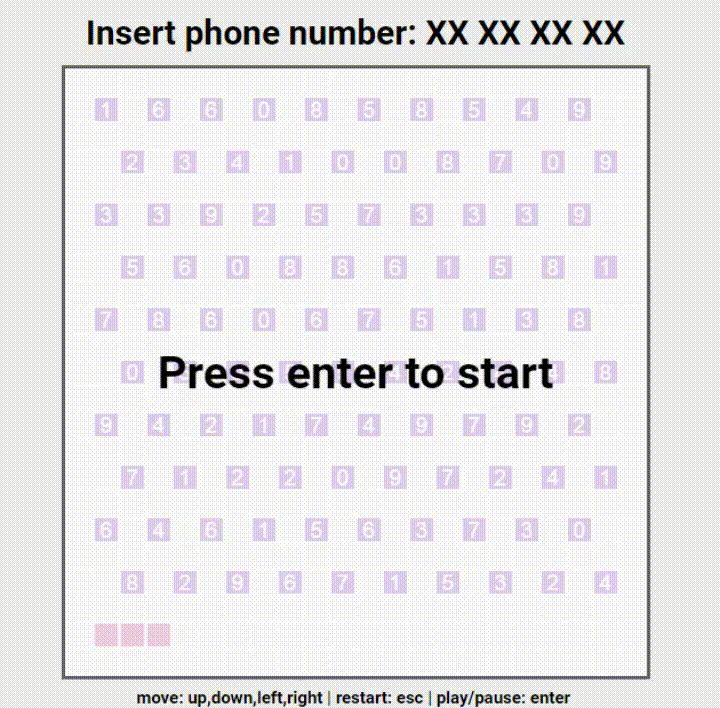 Insert phone number: XX XX XX XX
1 6 6 0 8 5 8 5 4 9
2 3 4 1 0 0 8 7 0 9
3 3 9 2 5 7 3 3 3 9
5 6 0 8 8 6 1 5 8 1
7 8 6 0 6 7 5 1 3 8
0 8
Press enter to start
9 4 2 1 7 4 9 7 9 2
7 1 2 2 0 9 7 2 4 1
6 4 6 1 5 6 3 7 3 0
8 2 9 6 7 1 5 3 2 4
move: up,down,left,right | restart: esc | play/pause: enter